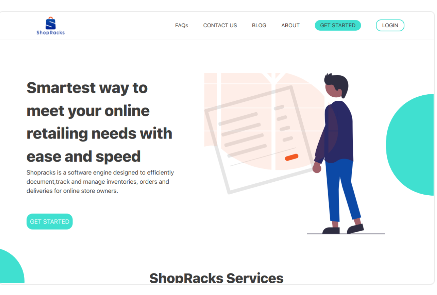 ShopRacks
FAQs CONTACT US BLOG ABOUT GET STARTED LOGIN
Smartest way to
meet your online
retailing needs with
ease and speed
Shopracks is a software engine designed to efficiently
document,track and manage inventories, orders and
deliveries for online store owners.
GET STARTED
ShopRacks Services